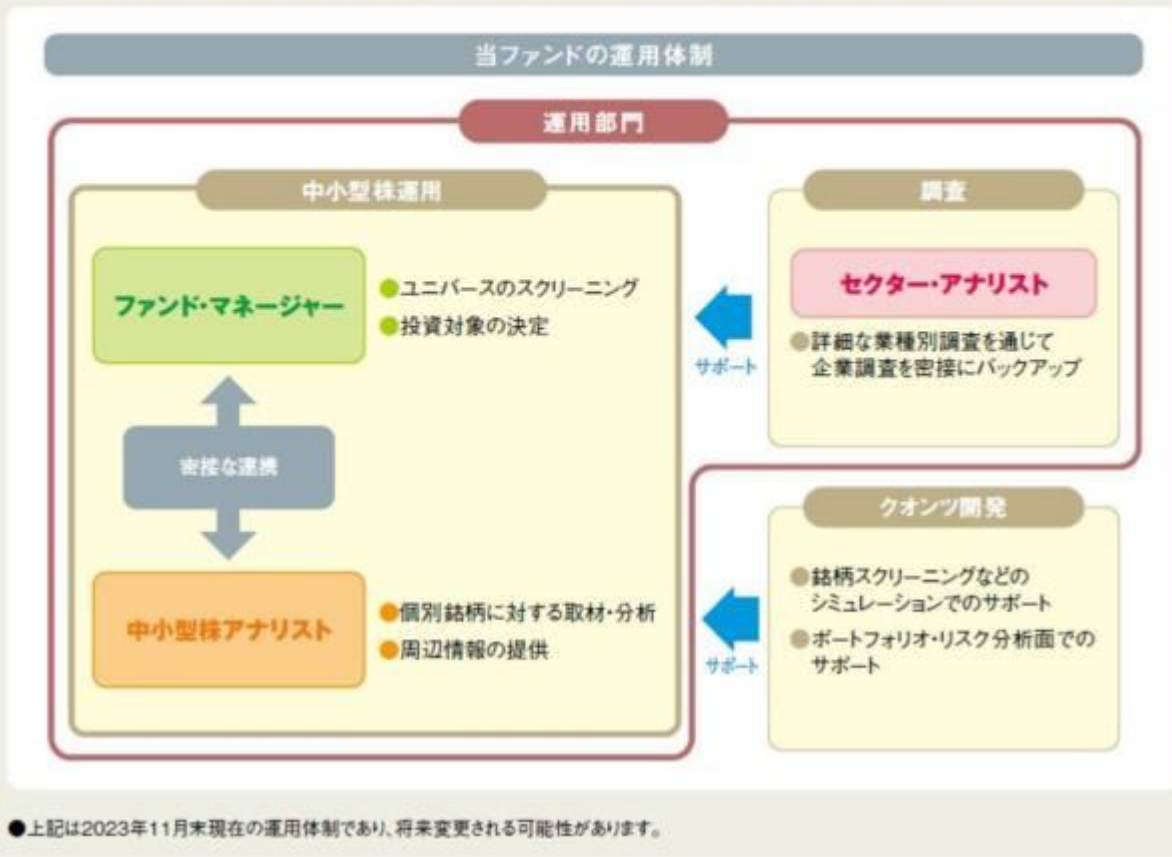 当ファンドの運用体制
運用部門
中小型株運用
ファンド・マネージャー
●ユニバースのスクリーニング
●投資対象の決定
密接な連携
中小型株アナリスト
●個別銘柄に対する取材・分析
●周辺情報の提供
調査
セクター・アナリスト
●詳細な業種別調査を通じて
企業調査を密接にバックアップ
サポート
クオンツ開発
●銘柄スクリーニングなどの
シミュレーションでのサポート
●ポートフォリオ・リスク分析面での
サポート
サポート
●上記は2023年11月末現在の運用体制であり、将来変更される可能性があります。